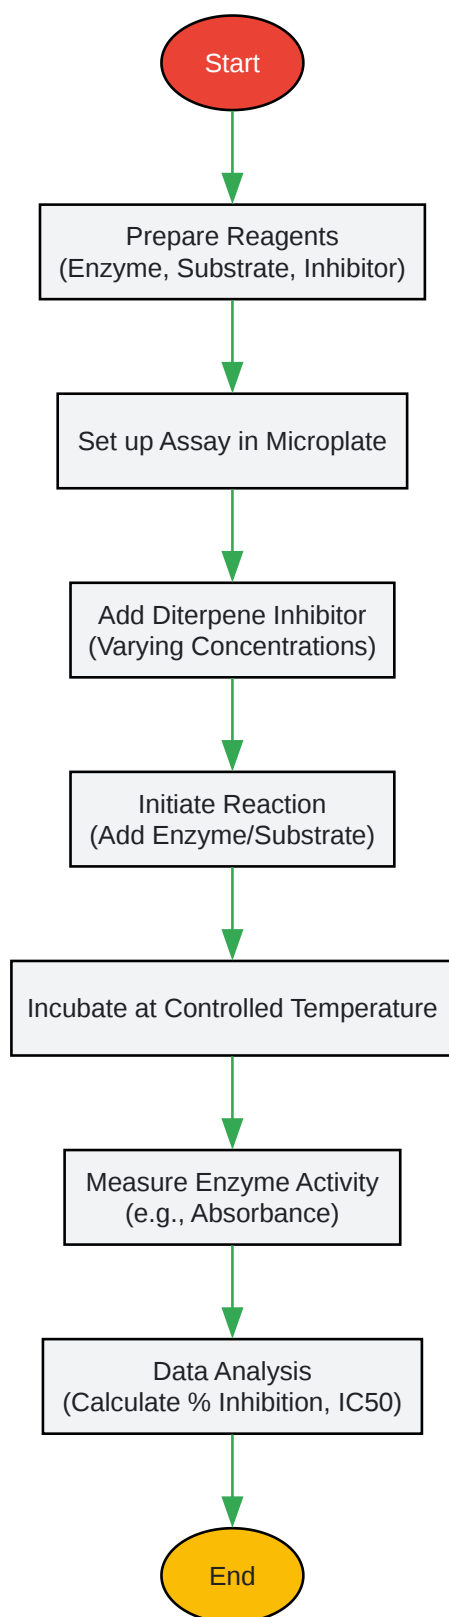 Start
Prepare Reagents
(Enzyme, Substrate, Inhibitor)
Set up Assay in Microplate
Add Diterpene Inhibitor
(Varying Concentrations)
Initiate Reaction
(Add Enzyme/Substrate)
Incubate at Controlled Temperature
Measure Enzyme Activity
(e.g., Absorbance)
Data Analysis
(Calculate % Inhibition, IC50)
End